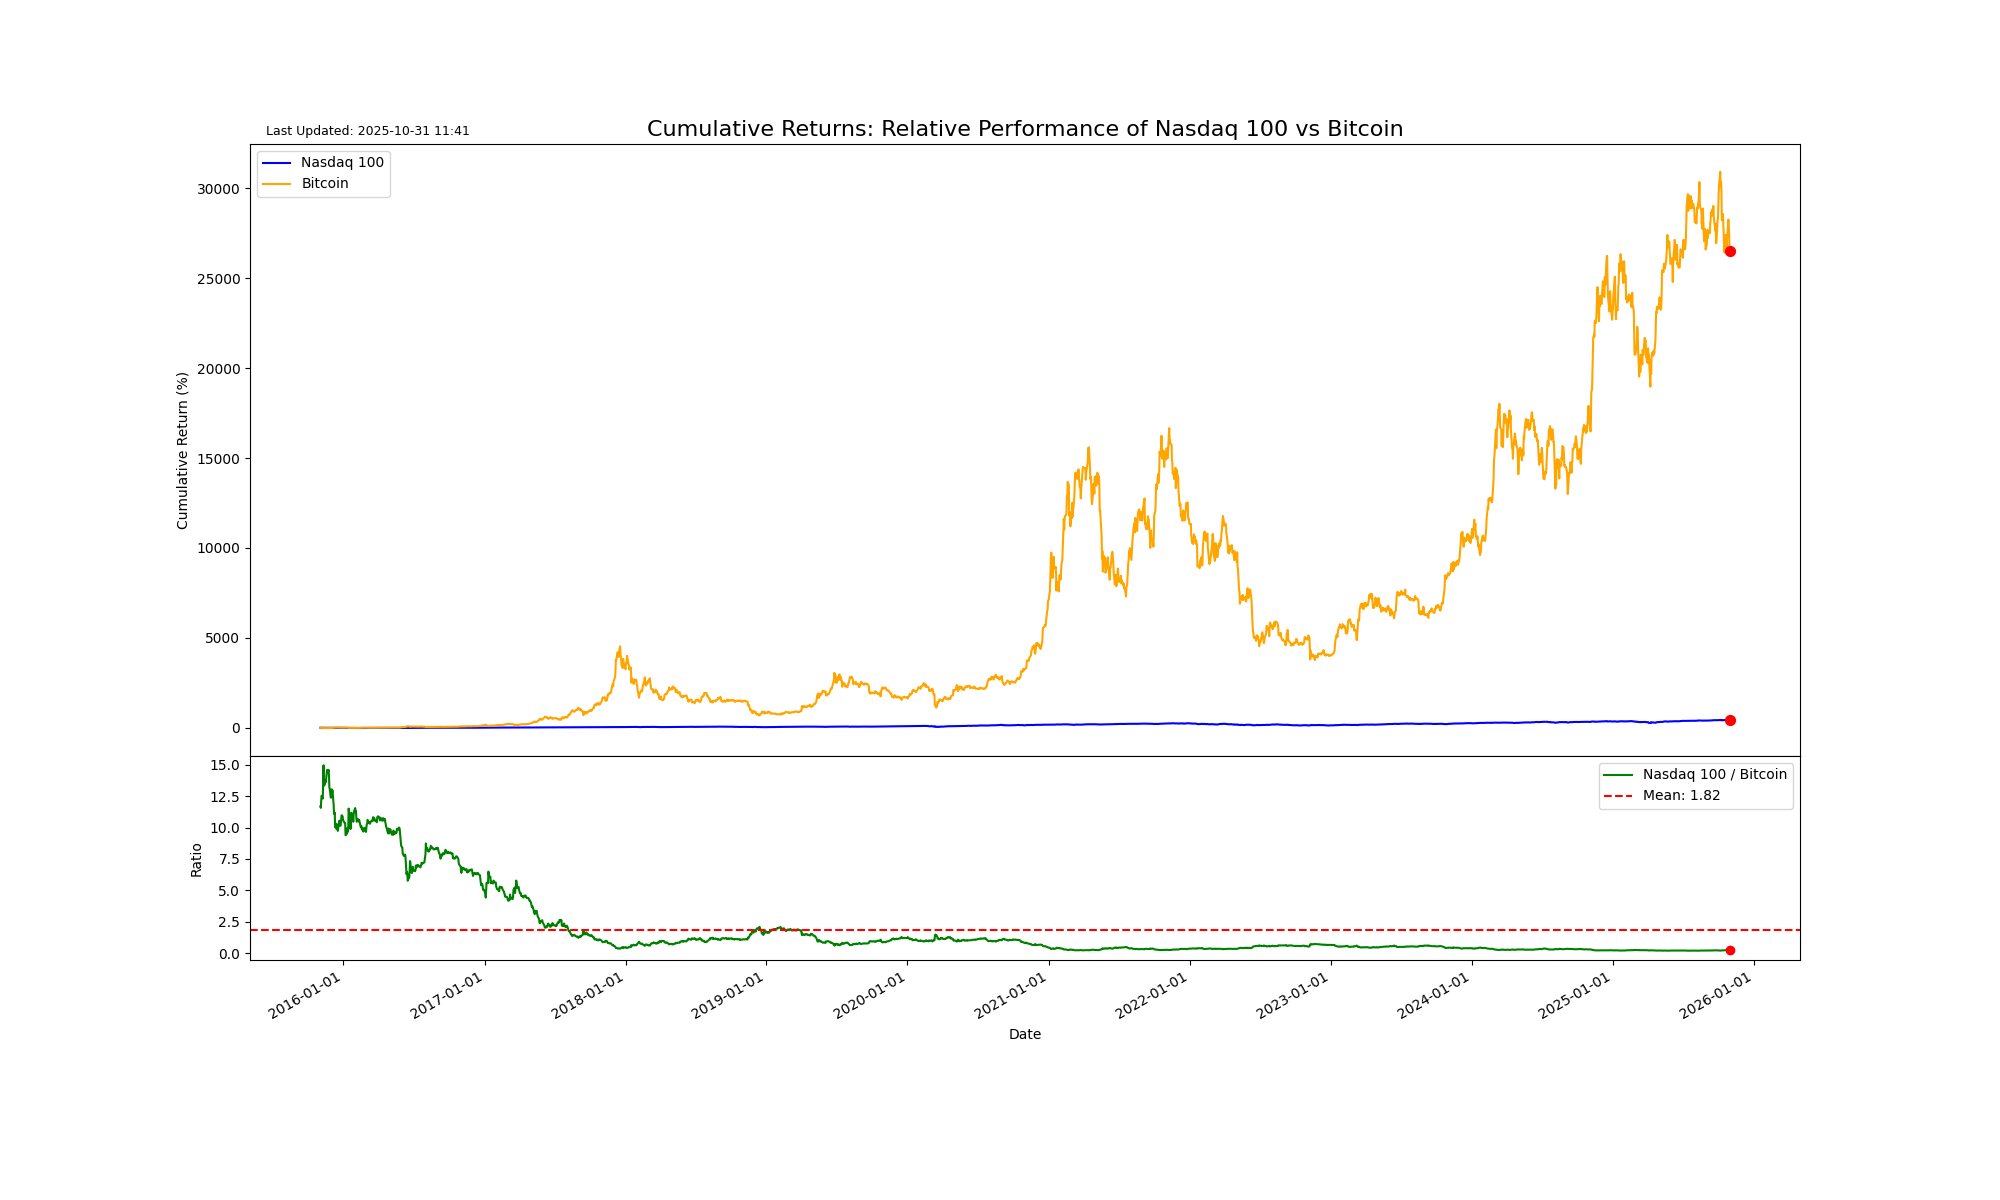 Last Updated: 2025-10-31 11:41
Cumulative Returns: Relative Performance of Nasdaq 100 vs Bitcoin
Nasdaq 100
Bitcoin
Cumulative Return (%)
30000
25000
20000
15000
10000
5000
0
Nasdaq 100 / Bitcoin
Mean: 1.82
Ratio
15.0
12.5
10.0
7.5
5.0
2.5
0.0
2016-01-01
2017-01-01
2018-01-01
2019-01-01
2020-01-01
2021-01-01
2022-01-01
2023-01-01
2024-01-01
2025-01-01
2026-01-01
Date